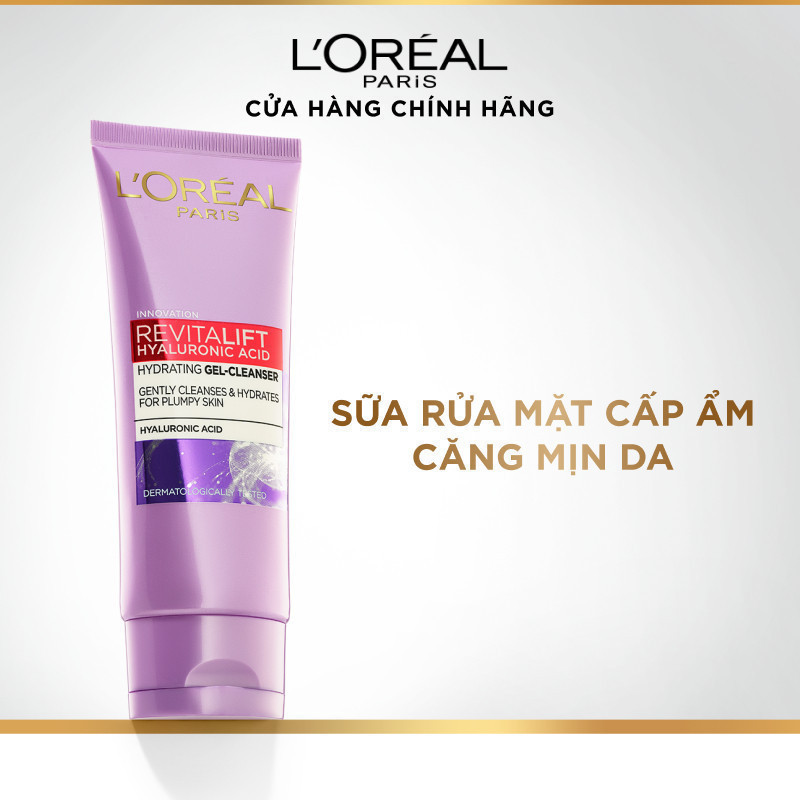 L'ORÉAL
PARiS
CỬA HÀNG CHÍNH HÃNG
L'ORÉAL
PARIS
INNOVATION
REVITALIFT
HYALURONIC ACID
HYDRATING GEL-CLEANSER
GENTLY CLEANSES & HYDRATES
FOR PLUMPY SKIN
HYALURONIC ACID
DERMATOLOGICALLY TESTED
SỮA RỬA MẶT CẤP ẨM
CĂNG MỊN DA